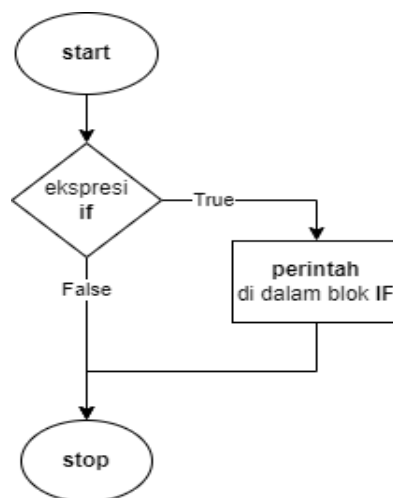 start
ekspresi
if
True
perintah
di dalam blok IF
False
stop